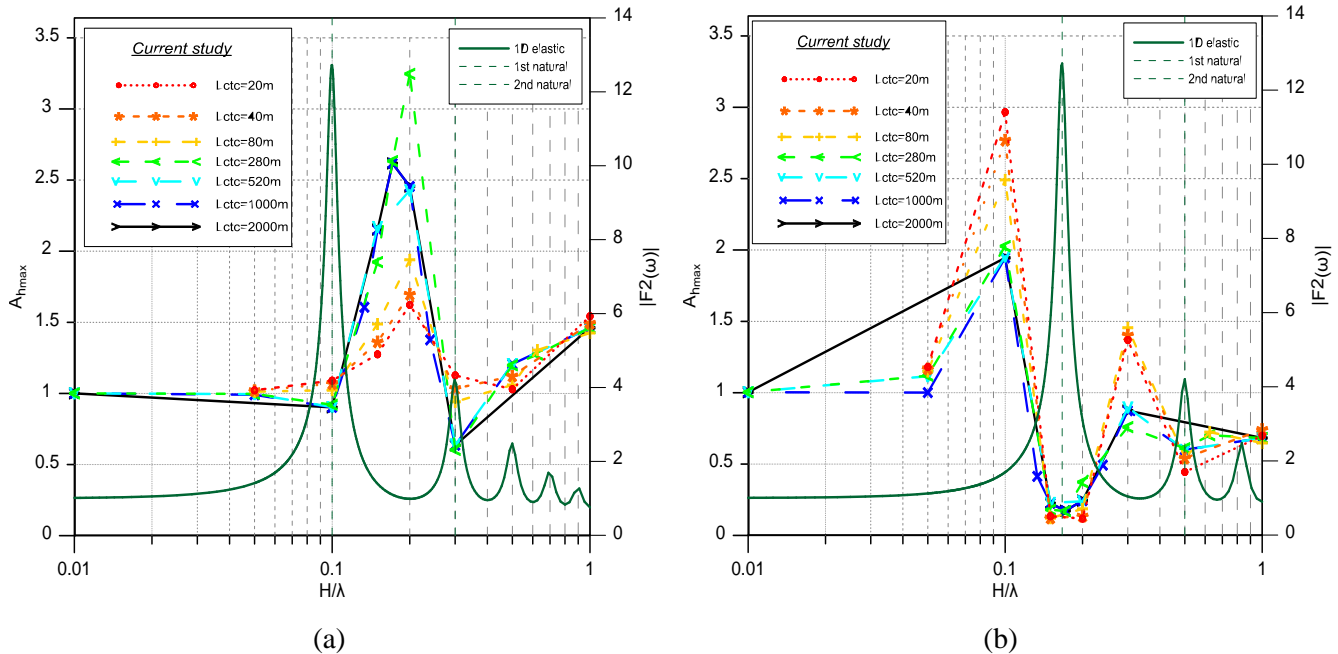 Current study
Lctc=20m
Lctc=40m
Lctc=80m
Lctc=280m
Lctc=520m
Lctc=1000m
Lctc=2000m
1D elastic
1st natural
2nd natural
3.5
3
2.5
2
1.5
1
0.5
0
Ahmax
14
12
10
8
6
4
2
0
|F2(ω)|
0.01
0.1
1
H/λ
(a)
Current study
Lctc=20m
Lctc=40m
Lctc=80m
Lctc=280m
Lctc=520m
Lctc=1000m
Lctc=2000m
1D elastic
1st natural
2nd natural
3.5
3
2.5
2
1.5
1
0.5
0
Ahmax
14
12
10
8
6
4
2
0
|F2(ω)|
0.01
0.1
1
H/λ
(b)